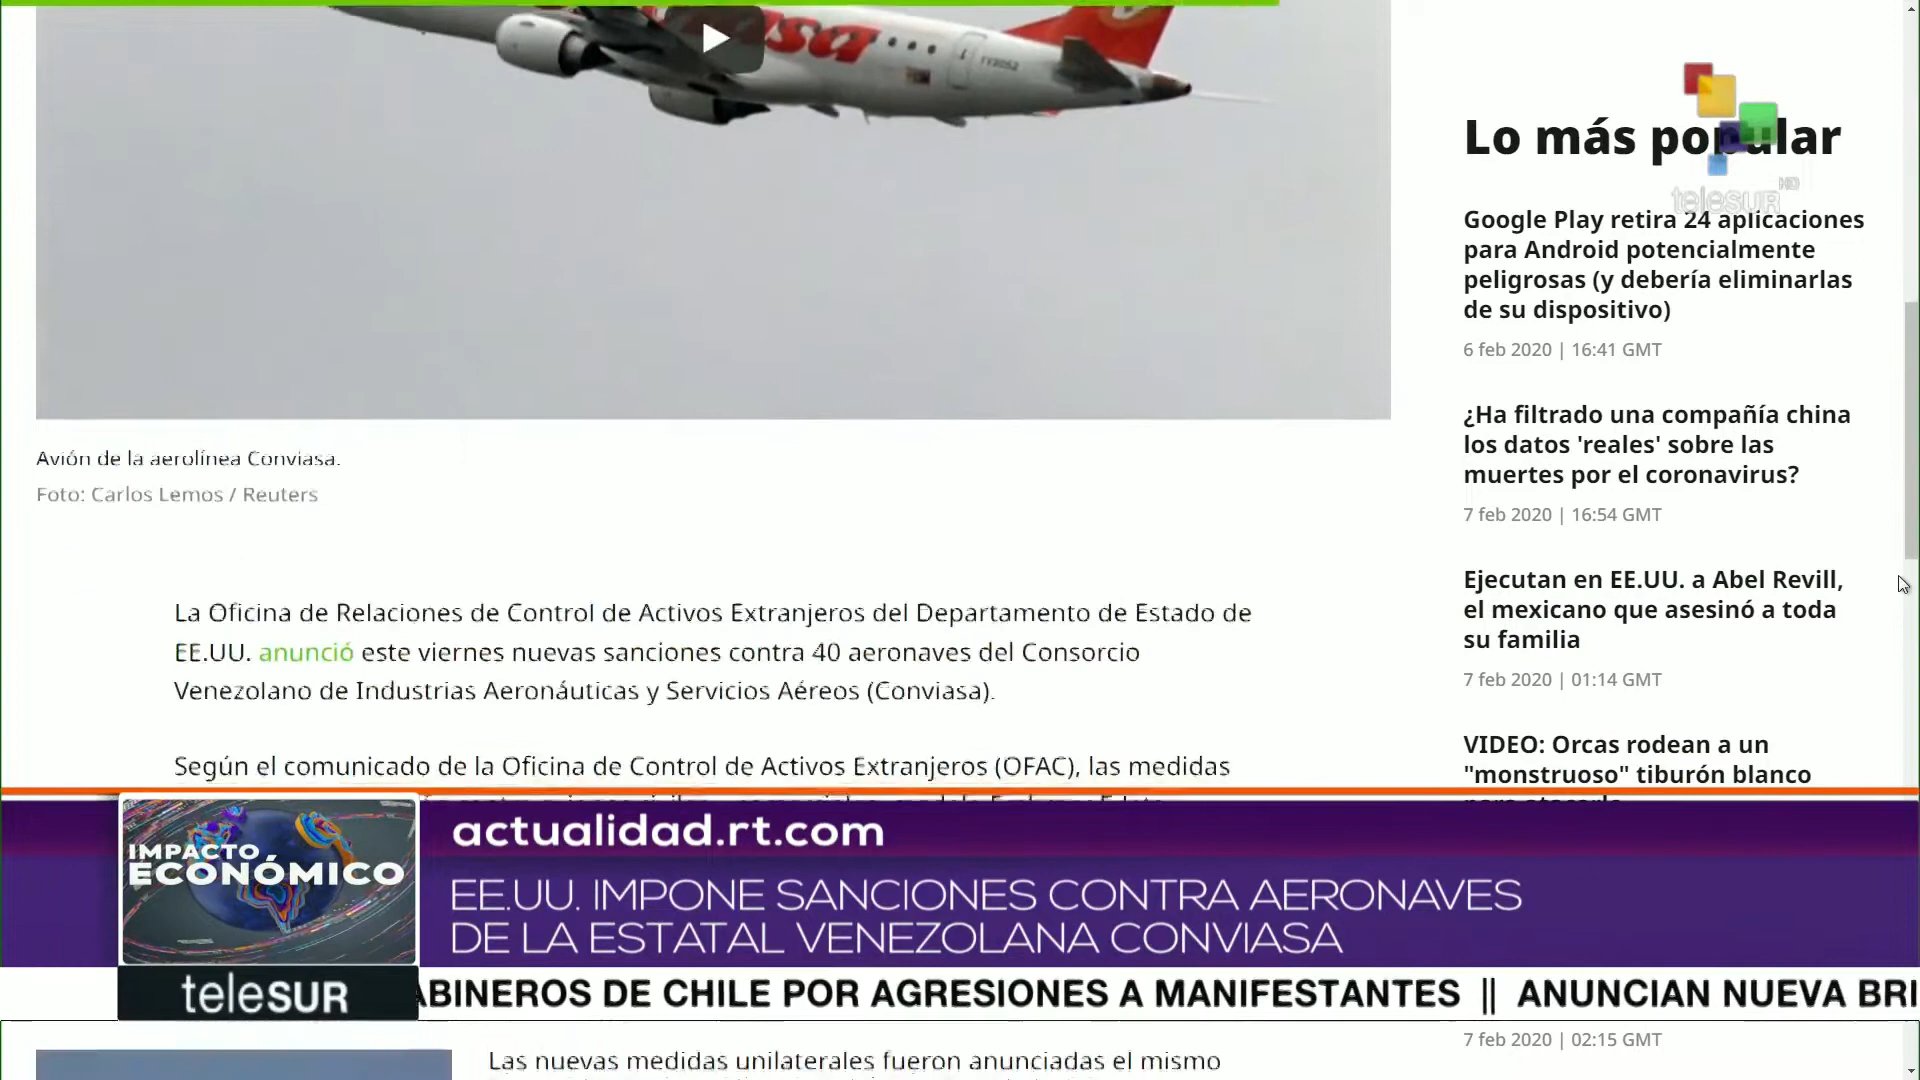 YV2052
Avión de la aerolínea Conviasa.
Foto: Carlos Lemos / Reuters
La Oficina de Relaciones de Control de Activos Extranjeros del Departamento de Estado de
EE.UU. anunció este viernes nuevas sanciones contra 40 aeronaves del Consorcio
Venezolano de Industrias Aeronáuticas y Servicios Aéreos (Conviasa).
Según el comunicado de la Oficina de Control de Activos Extranjeros (OFAC), las medidas
Lo más popular
teleSUR HD
Google Play retira 24 aplicaciones
para Android potencialmente
peligrosas (y debería eliminarlas
de su dispositivo)
6 feb 2020 | 16:41 GMT
¿Ha filtrado una compañía china
los datos 'reales' sobre las
muertes por el coronavirus?
7 feb 2020 | 16:54 GMT
Ejecutan en EE.UU. a Abel Revill,
el mexicano que asesinó a toda
su familia
7 feb 2020 | 01:14 GMT
VIDEO: Orcas rodean a un
"monstruoso" tiburón blanco
IMPACTO
ECONÓMICO
actualidad.rt.com
EE.UU. IMPONE SANCIONES CONTRA AERONAVES
DE LA ESTATAL VENEZOLANA CONVIASA
teleSUR
ABINEROS DE CHILE POR AGRESIONES A MANIFESTANTES || ANUNCIAN NUEVA BRI
7 feb 2020 | 02:15 GMT
Las nuevas medidas unilaterales fueron anunciadas el mismo